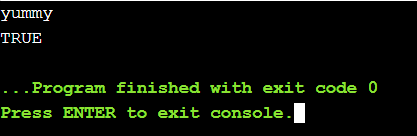 yummy
TRUE
...Program finished with exit code 0
Press ENTER to exit console.